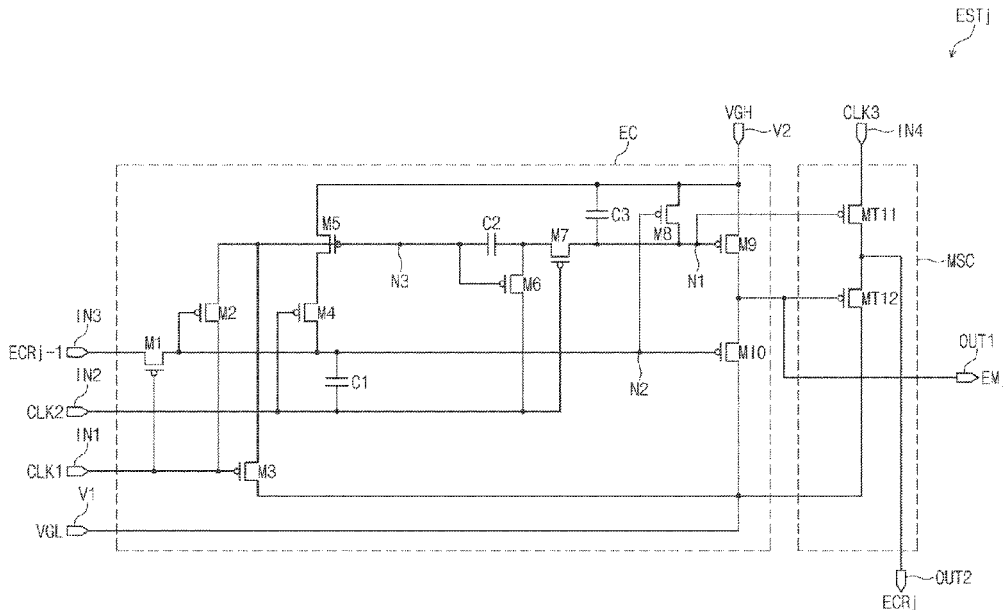 ESTj
VGH
CLK3
EC
V2
IN4
M5
C2
M7
C3
M8
M9
MT11
MSC
N3
M6
N1
MT12
IN3
M2
M4
ECRj-1
M1
M10
OUT1
IN2
C1
N2
EM
CLK2
IN1
CLK1
M3
V1
VGL
OUT2
ECRj